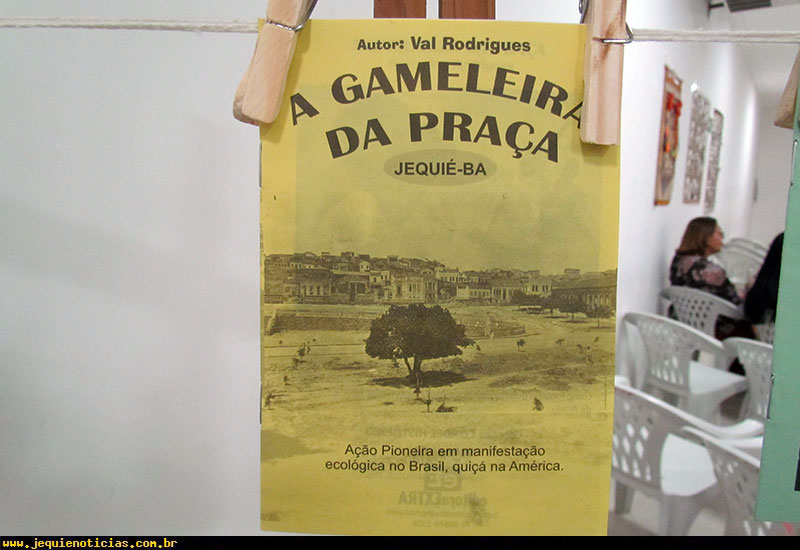 Autor: Val Rodrigues
A GAMELEIRA
DA PRAÇA
JEQUIÉ-BA
Ação Pioneira em manifestação
ecológica no Brasil, quiçá na América.
www.jequienoticias.com.br